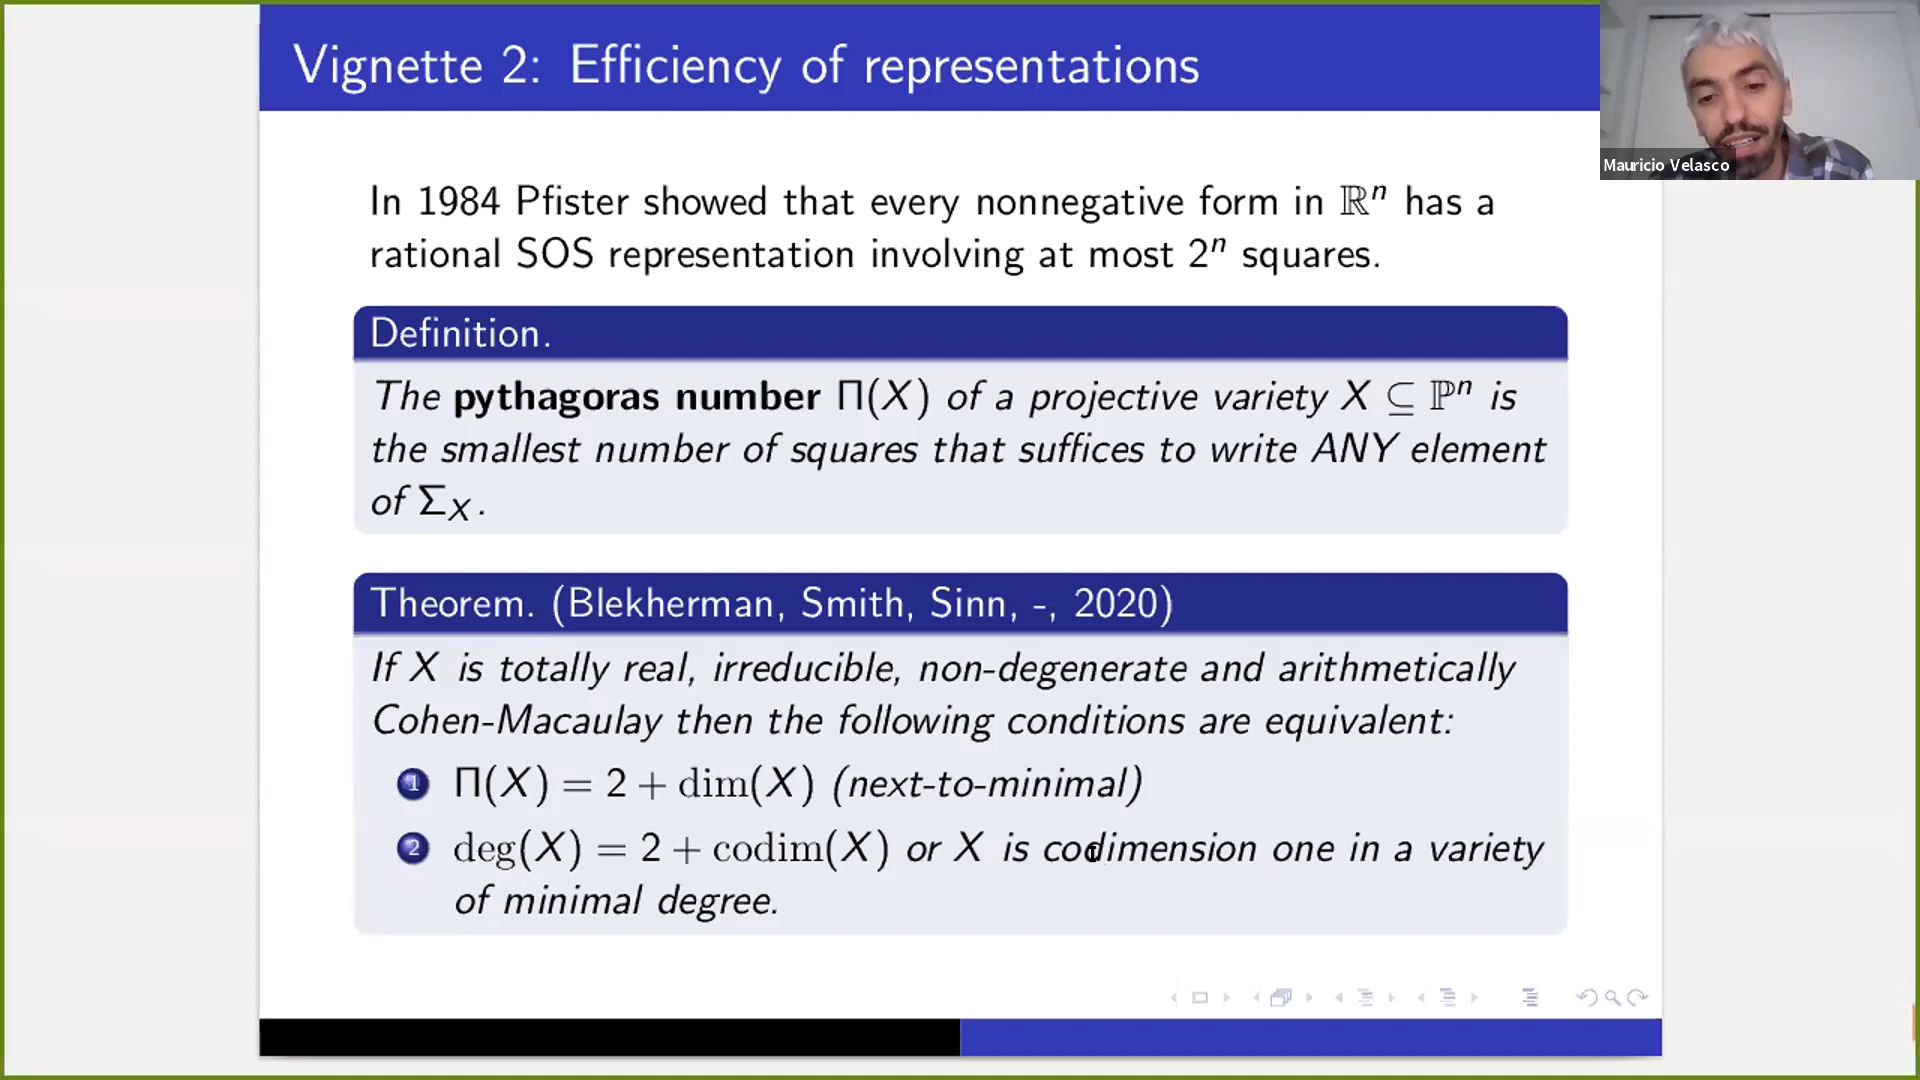 Vignette 2: Efficiency of representations
Mauricio Velasco
In 1984 Pfister showed that every nonnegative form in ℝⁿ has a
rational SOS representation involving at most 2ⁿ squares.
Definition.
The pythagoras number Π(X) of a projective variety X ⊆ ℙⁿ is
the smallest number of squares that suffices to write ANY element
of Σ_X.
Theorem. (Blekherman, Smith, Sinn, -, 2020)
If X is totally real, irreducible, non-degenerate and arithmetically
Cohen-Macaulay then the following conditions are equivalent:
1 Π(X) = 2 + dim(X) (next-to-minimal)
2 deg(X) = 2 + codim(X) or X is codimension one in a variety
of minimal degree.